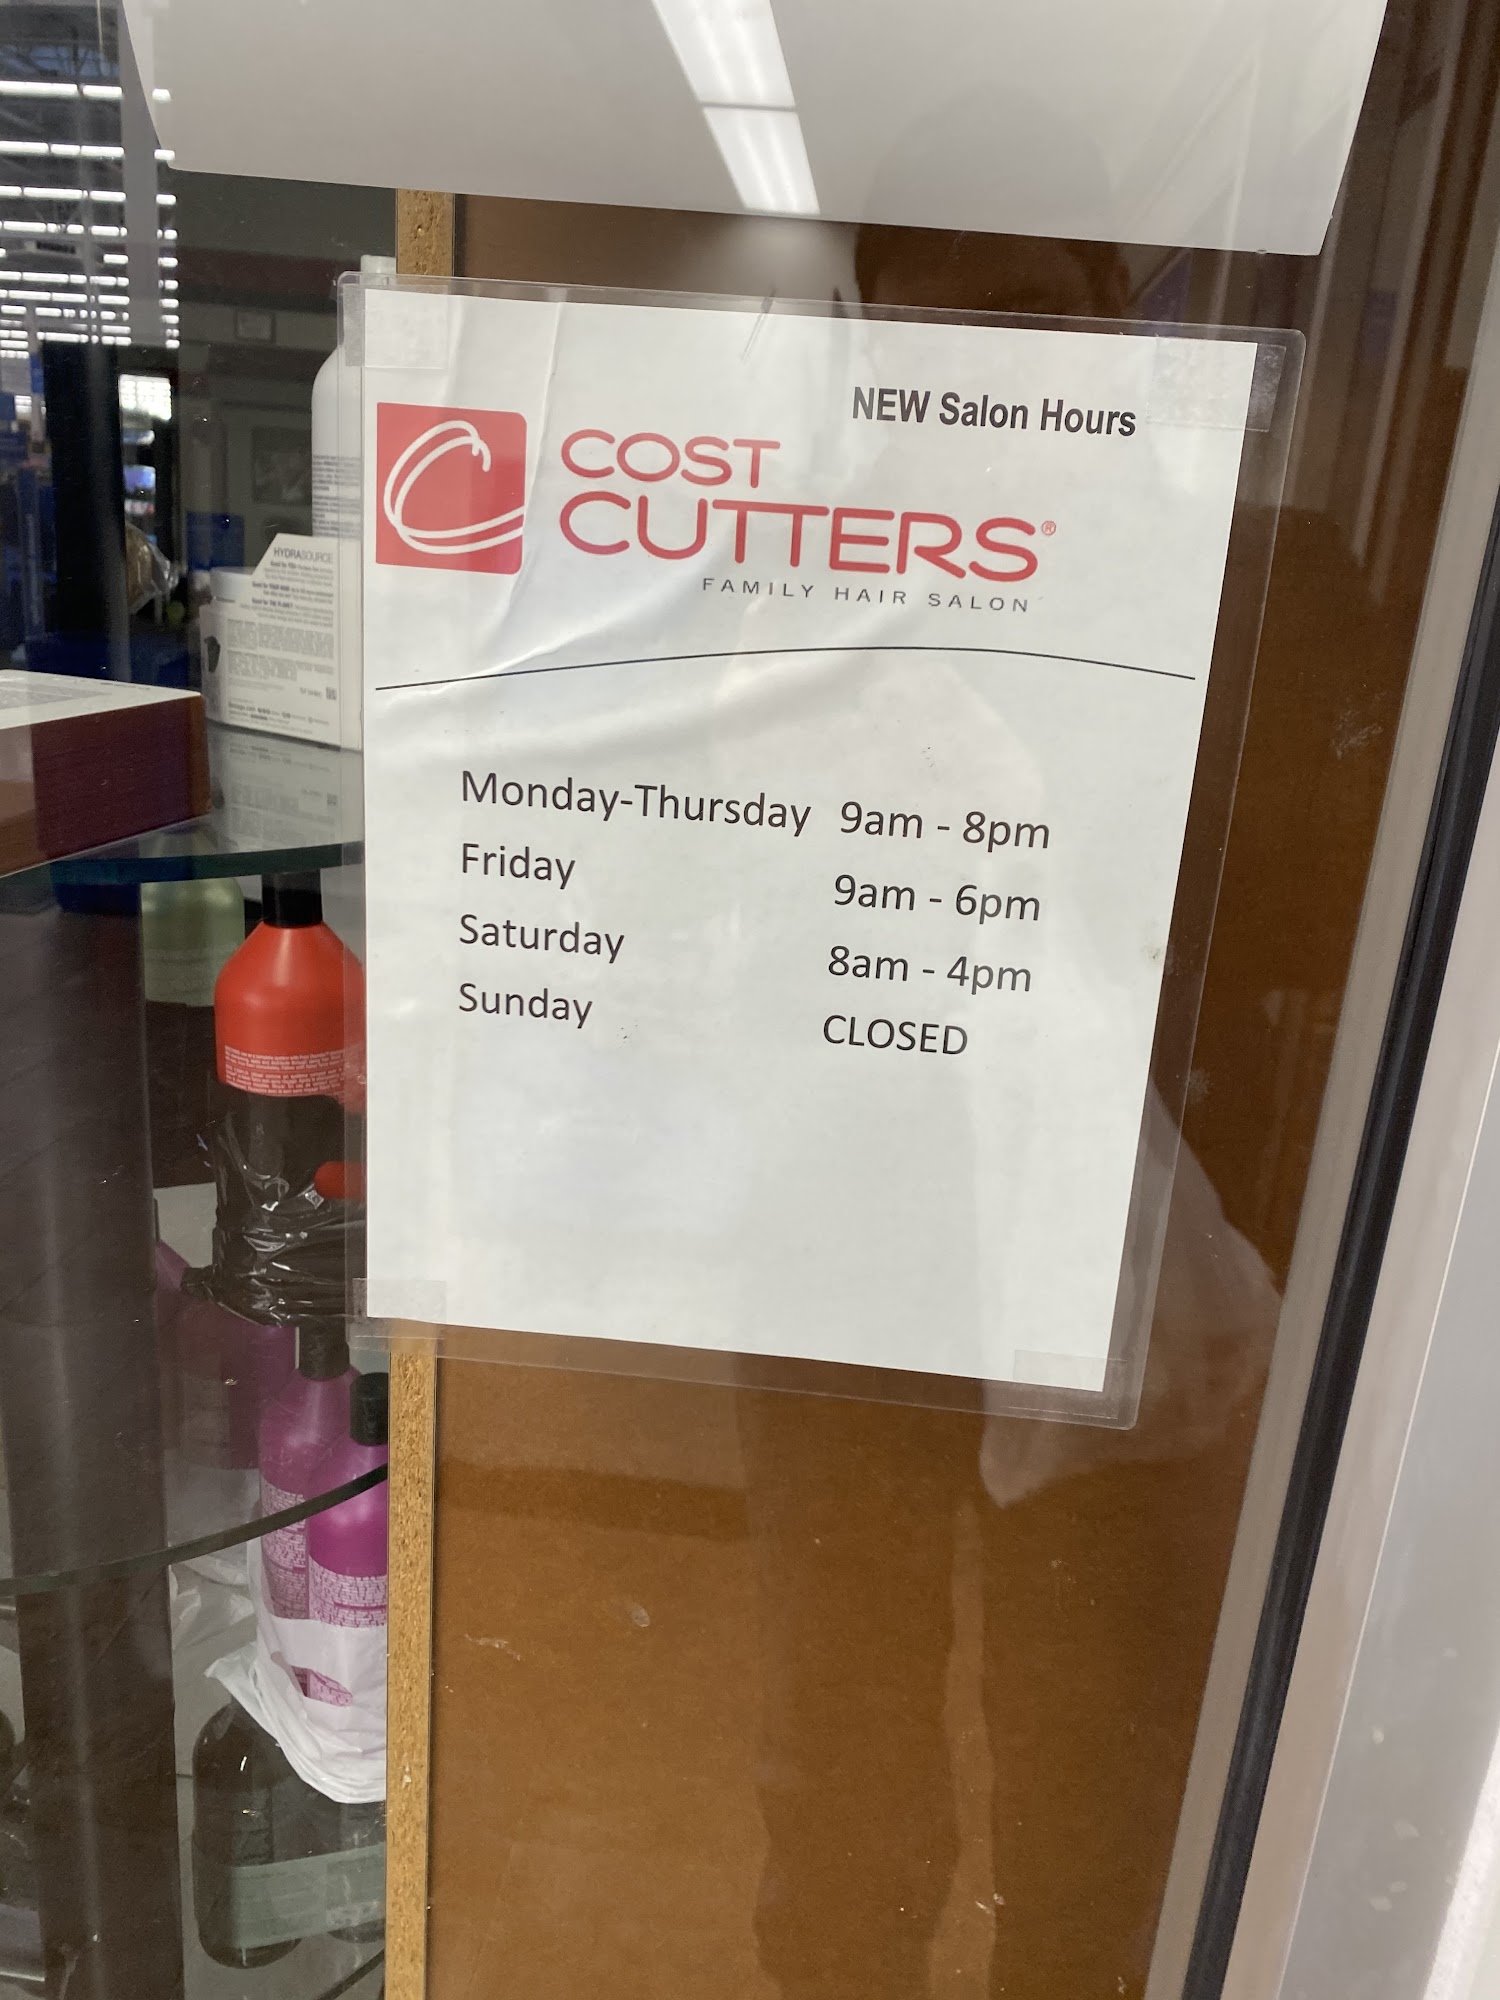 NEW Salon Hours
COST
CUTTERS®
FAMILY HAIR SALON
Monday-Thursday 9am - 8pm
Friday 9am - 6pm
Saturday 8am - 4pm
Sunday CLOSED
HYDRASOURCE